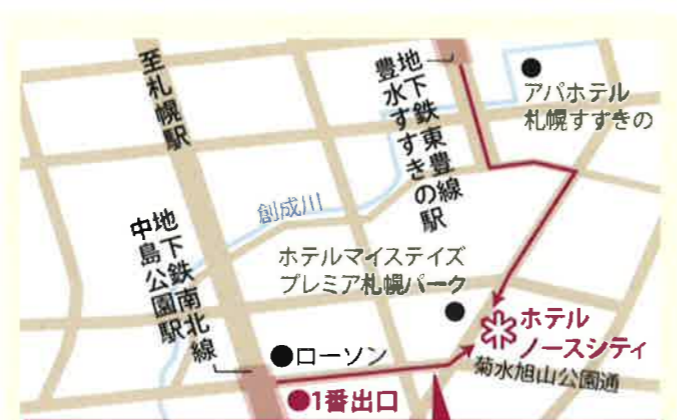 至札幌駅
地下鉄東豊線
豊水すすきの駅
アパホテル
札幌すすきの
創成川
地下鉄南北線
中島公園駅
ホテルマイステイズ
プレミア札幌パーク
ホテル
ノースシティ
菊水旭山公園通
●ローソン
●1番出口